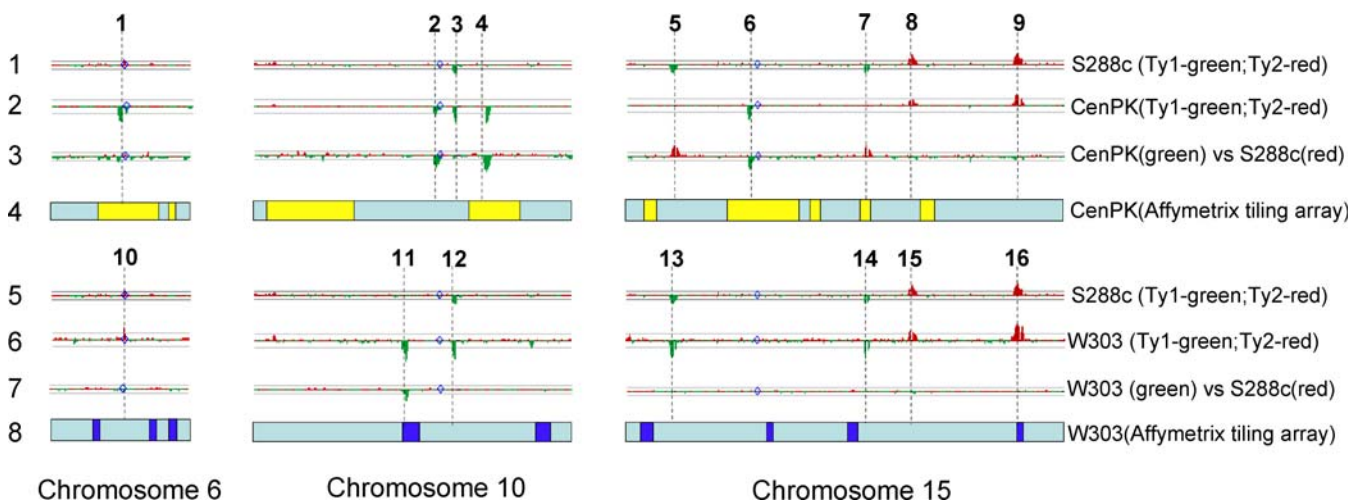 1 2 3 4 5 6 7 8 9
1 S288c (Ty1-green;Ty2-red)
2 CenPK(Ty1-green;Ty2-red)
3 CenPK(green) vs S288c(red)
4 CenPK(Affymetrix tiling array)
10 11 12 13 14 15 16
5 S288c (Ty1-green;Ty2-red)
6 W303 (Ty1-green;Ty2-red)
7 W303 (green) vs S288c(red)
8 W303(Affymetrix tiling array)
Chromosome 6 Chromosome 10 Chromosome 15